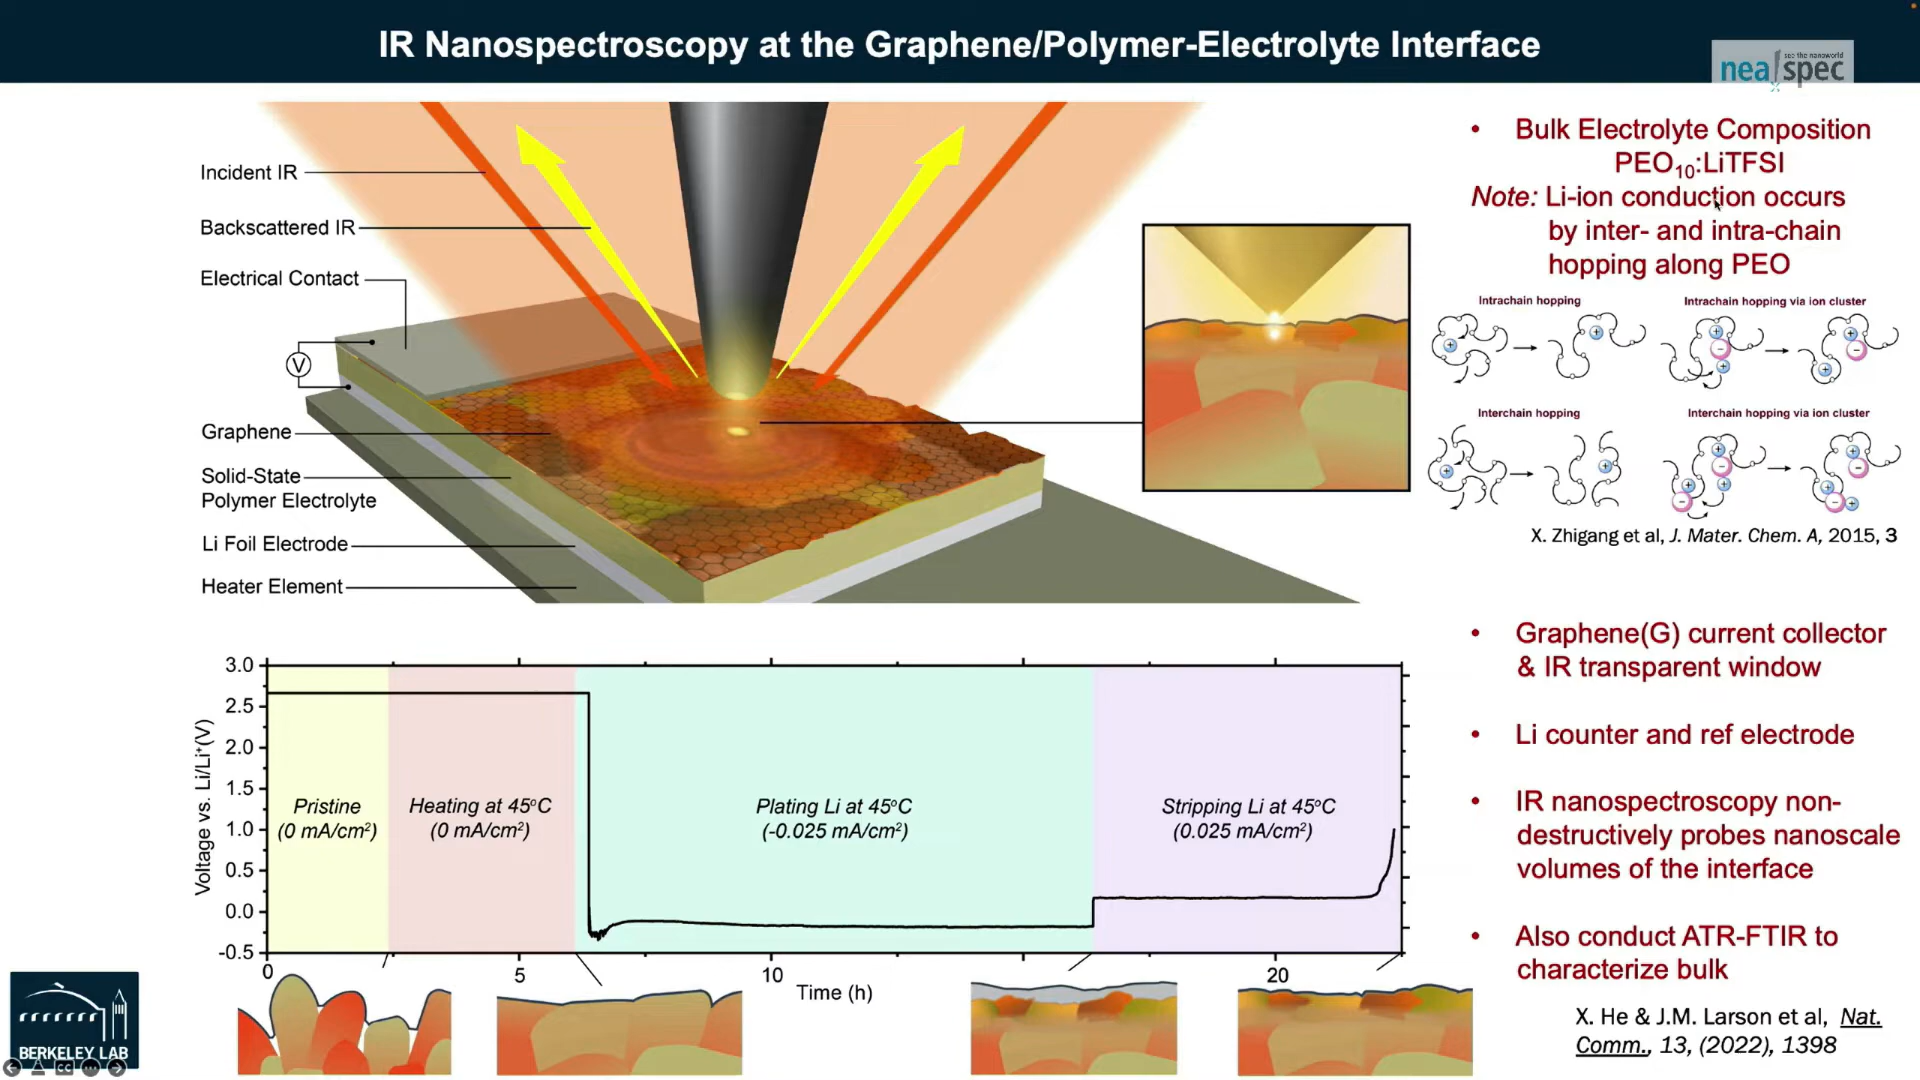 IR Nanospectroscopy at the Graphene/Polymer-Electrolyte Interface
see the nanoworld
nea spec
Incident IR
Backscattered IR
Electrical Contact
V
Graphene
Solid-State
Polymer Electrolyte
Li Foil Electrode
Heater Element
• Bulk Electrolyte Composition
PEO₁₀:LiTFSI
Note: Li-ion conduction occurs
by inter- and intra-chain
hopping along PEO
Intrachain hopping
Intrachain hopping via ion cluster
Interchain hopping
Interchain hopping via ion cluster
X. Zhigang et al, J. Mater. Chem. A, 2015, 3
• Graphene(G) current collector
& IR transparent window
• Li counter and ref electrode
• IR nanospectroscopy non-
destructively probes nanoscale
volumes of the interface
• Also conduct ATR-FTIR to
characterize bulk
X. He & J.M. Larson et al, Nat.
Comm., 13, (2022), 1398
Voltage vs. Li/Li⁺(V)
3.0
2.5
2.0
1.5
1.0
0.5
0.0
-0.5
Pristine
(0 mA/cm²)
Heating at 45°C
(0 mA/cm²)
Plating Li at 45°C
(-0.025 mA/cm²)
Stripping Li at 45°C
(0.025 mA/cm²)
0 5 10 20
Time (h)
BERKELEY LAB